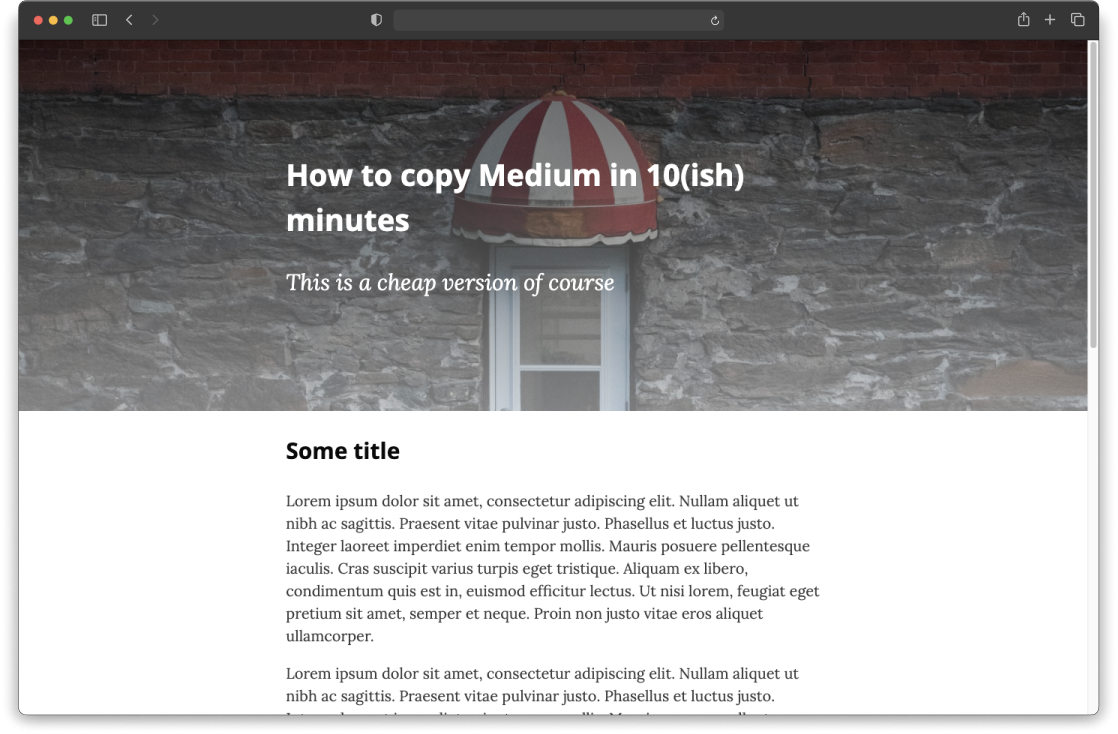 How to copy Medium in 10(ish)
minutes
This is a cheap version of course
Some title
Lorem ipsum dolor sit amet, consectetur adipiscing elit. Nullam aliquet ut
nibh ac sagittis. Praesent vitae pulvinar justo. Phasellus et luctus justo.
Integer laoreet imperdiet enim tempor mollis. Mauris posuere pellentesque
iaculis. Cras suscipit varius turpis eget tristique. Aliquam ex libero,
condimentum quis est in, euismod efficitur lectus. Ut nisi lorem, feugiat eget
pretium sit amet, semper et neque. Proin non justo vitae eros aliquet
ullamcorper.
Lorem ipsum dolor sit amet, consectetur adipiscing elit. Nullam aliquet ut
nibh ac sagittis. Praesent vitae pulvinar justo. Phasellus et luctus justo.